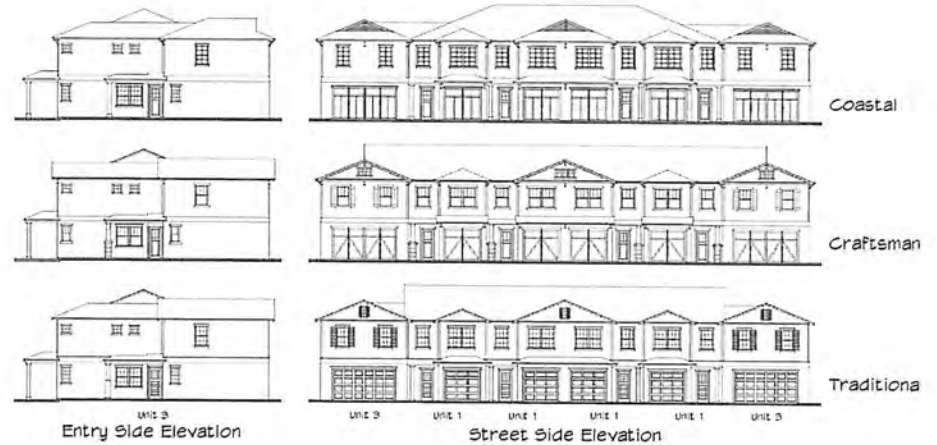 Coastal
Craftsman
Traditiona
Unit 3
Unit 3 Unit 1 Unit 1 Unit 1 Unit 1 Unit 3
Entry Side Elevation
Street Side Elevation